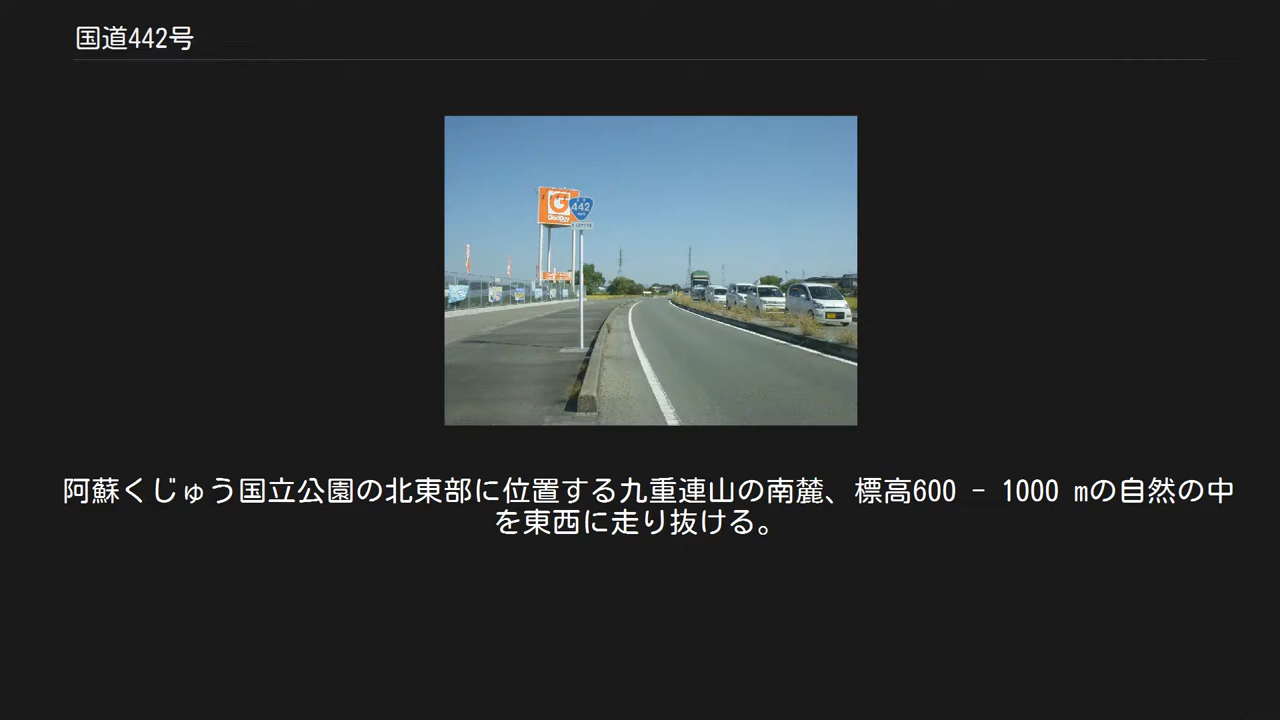 国道442号
G
GooDay
442
阿蘇くじゅう国立公園の北東部に位置する九重連山の南麓、標高600 - 1000 mの自然の中
を東西に走り抜ける。